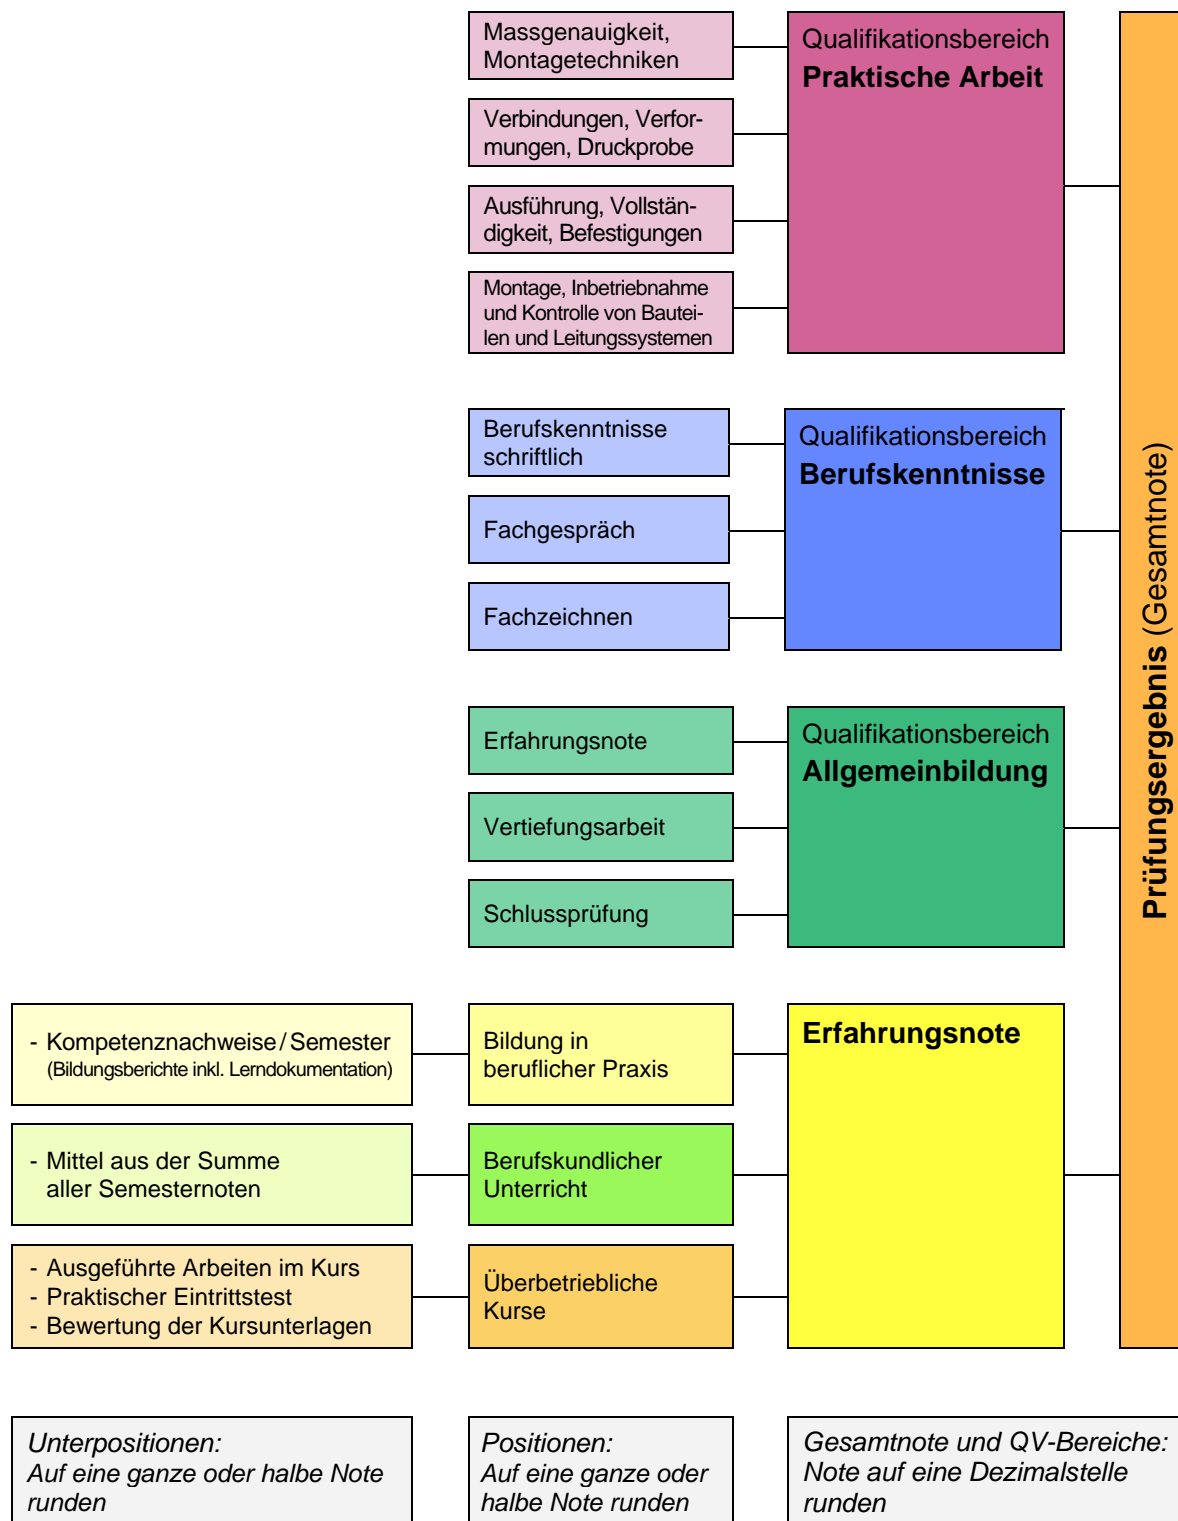 Massgenauigkeit,
Montagetechniken
Qualifikationsbereich
Praktische Arbeit
Verbindungen, Verfor-
mungen, Druckprobe
Ausführung, Vollstän-
digkeit, Befestigungen
Montage, Inbetriebnahme
und Kontrolle von Bautei-
len und Leitungssystemen
Berufskenntnisse
schriftlich
Qualifikationsbereich
Berufskenntnisse
Fachgespräch
Fachzeichnen
Prüfungsergebnis (Gesamtnote)
Erfahrungsnote
Qualifikationsbereich
Allgemeinbildung
Vertiefungsarbeit
Schlussprüfung
- Kompetenznachweise / Semester
(Bildungsberichte inkl. Lerndokumentation)
Bildung in
beruflicher Praxis
Erfahrungsnote
- Mittel aus der Summe
aller Semesternoten
Berufskundlicher
Unterricht
- Ausgeführte Arbeiten im Kurs
- Praktischer Eintrittstest
- Bewertung der Kursunterlagen
Überbetriebliche
Kurse
Unterpositionen:
Auf eine ganze oder halbe Note
runden
Positionen:
Auf eine ganze oder
halbe Note runden
Gesamtnote und QV-Bereiche:
Note auf eine Dezimalstelle
runden